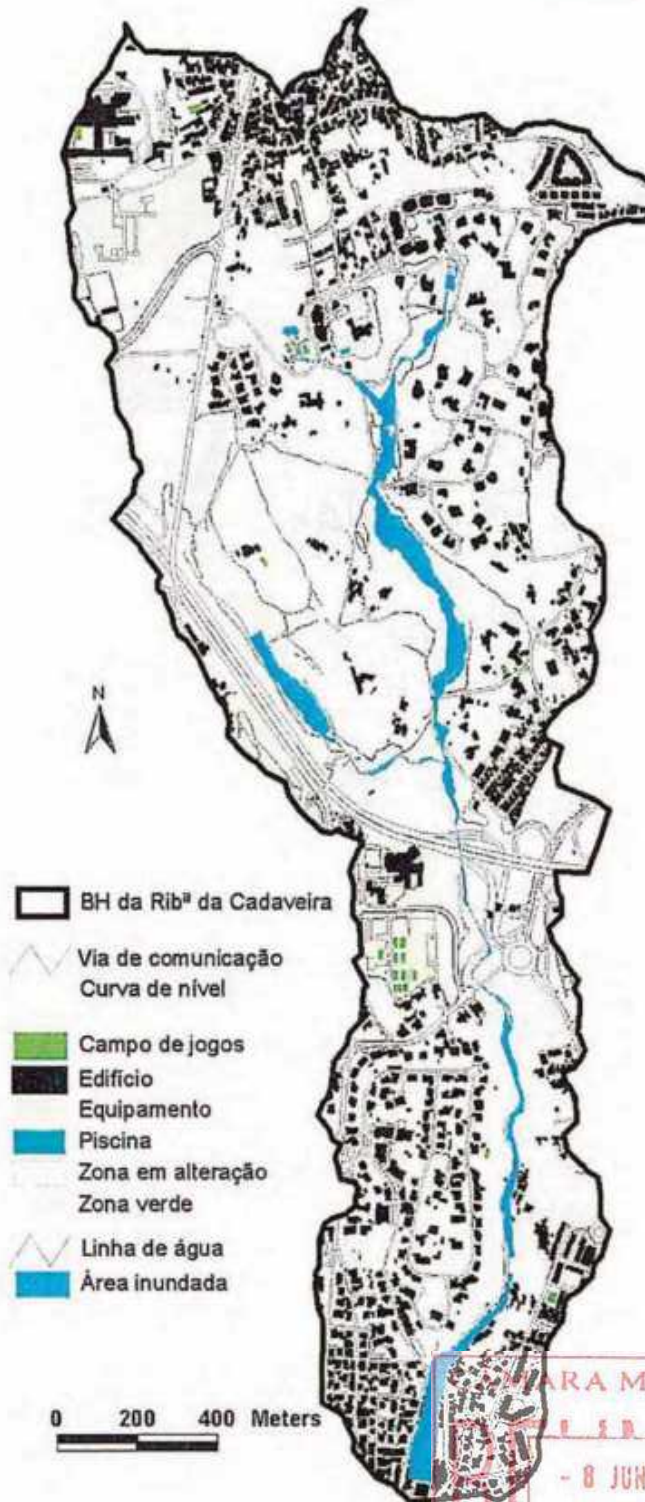 N
BH da Ribª da Cadaveira
Via de comunicação
Curva de nível
Campo de jogos
Edifício
Equipamento
Piscina
Zona em alteração
Zona verde
Linha de água
Área inundada
0 200 400 Meters
ARA M
- 8 JUN